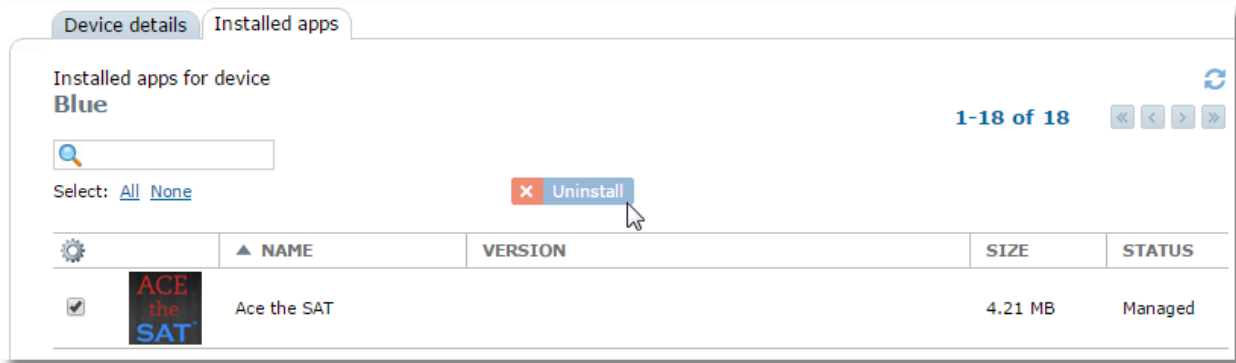 Device details Installed apps
Installed apps for device
Blue
1-18 of 18 « < > »
Select: All None
× Uninstall
▲ NAME VERSION SIZE STATUS
ACE
the
SAT
Ace the SAT 4.21 MB Managed